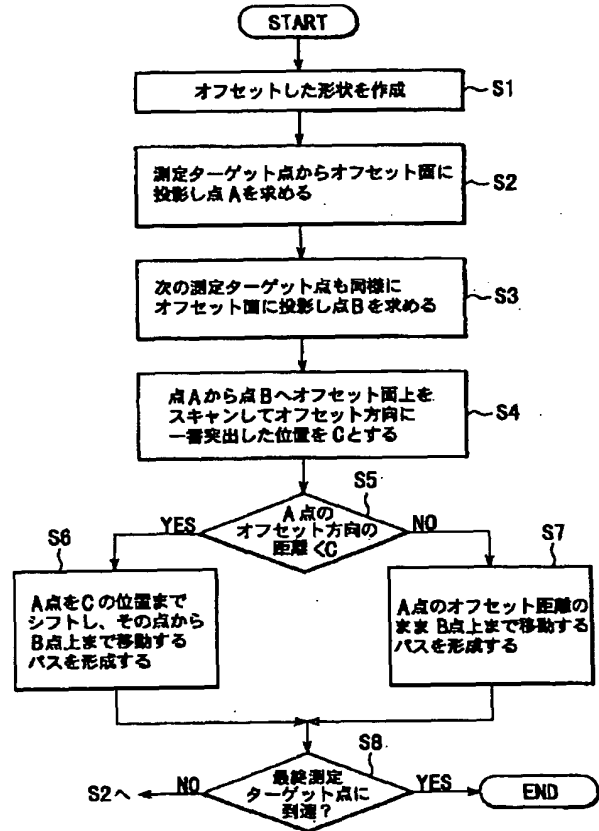 START
オフセットした形状を作成
S1
測定ターゲット点からオフセット面に
投影し点Aを求める
S2
次の測定ターゲット点も同様に
オフセット面に投影し点Bを求める
S3
点Aから点Bへオフセット面上を
スキャンしてオフセット方向に
一番突出した位置をCとする
S4
S5
A点の
オフセット方向の
距離<C
YES
NO
S6
A点をCの位置まで
シフトし、その点から
B点上まで移動する
パスを形成する
S7
A点のオフセット距離の
ままB点上まで移動する
パスを形成する
S8
最終測定
ターゲット点に
到達?
NO
S2へ
YES
END